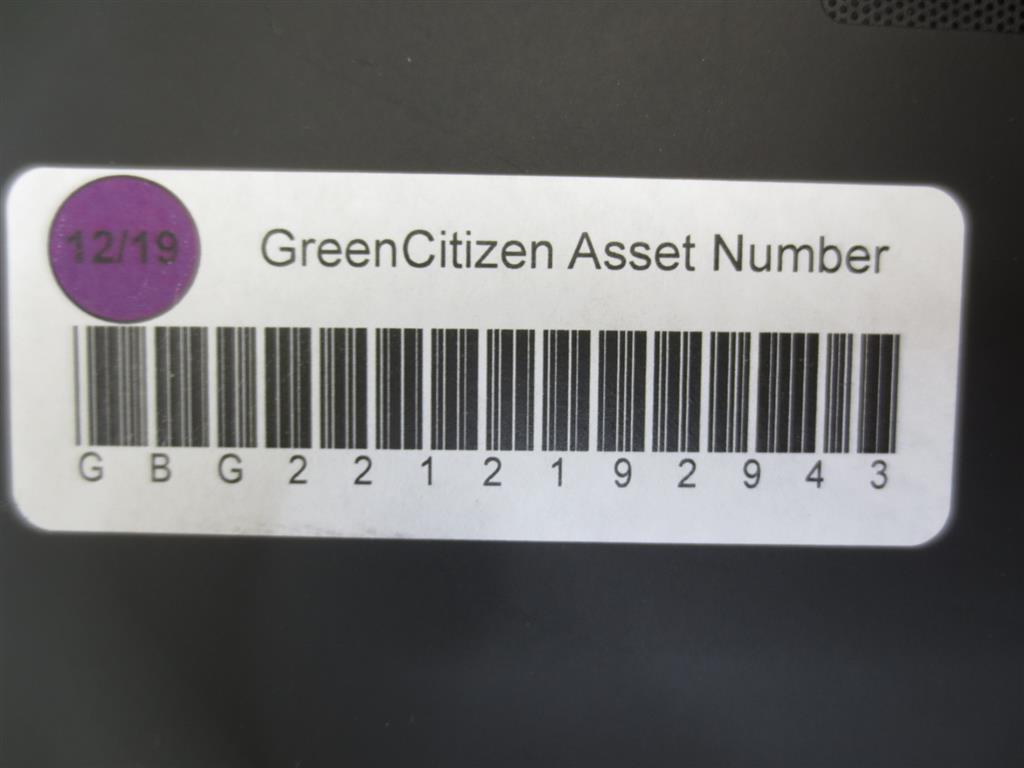 12/19
GreenCitizen Asset Number
G B G 2 2 1 2 1 9 2 9 4 3